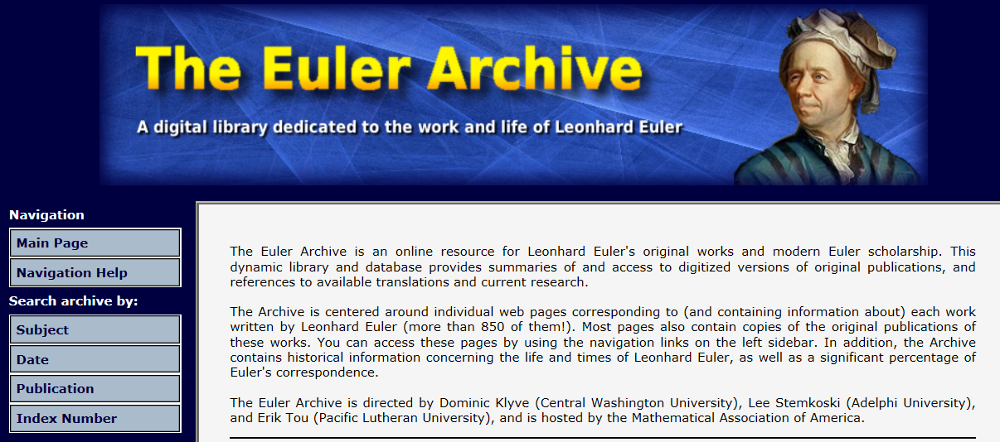 The Euler Archive
A digital library dedicated to the work and life of Leonhard Euler
Navigation
Main Page
Navigation Help
Search archive by:
Subject
Date
Publication
Index Number
The Euler Archive is an online resource for Leonhard Euler's original works and modern Euler scholarship. This
dynamic library and database provides summaries of and access to digitized versions of original publications, and
references to available translations and current research.
The Archive is centered around individual web pages corresponding to (and containing information about) each work
written by Leonhard Euler (more than 850 of them!). Most pages also contain copies of the original publications of
these works. You can access these pages by using the navigation links on the left sidebar. In addition, the Archive
contains historical information concerning the life and times of Leonhard Euler, as well as a significant percentage of
Euler's correspondence.
The Euler Archive is directed by Dominic Klyve (Central Washington University), Lee Stemkoski (Adelphi University),
and Erik Tou (Pacific Lutheran University), and is hosted by the Mathematical Association of America.